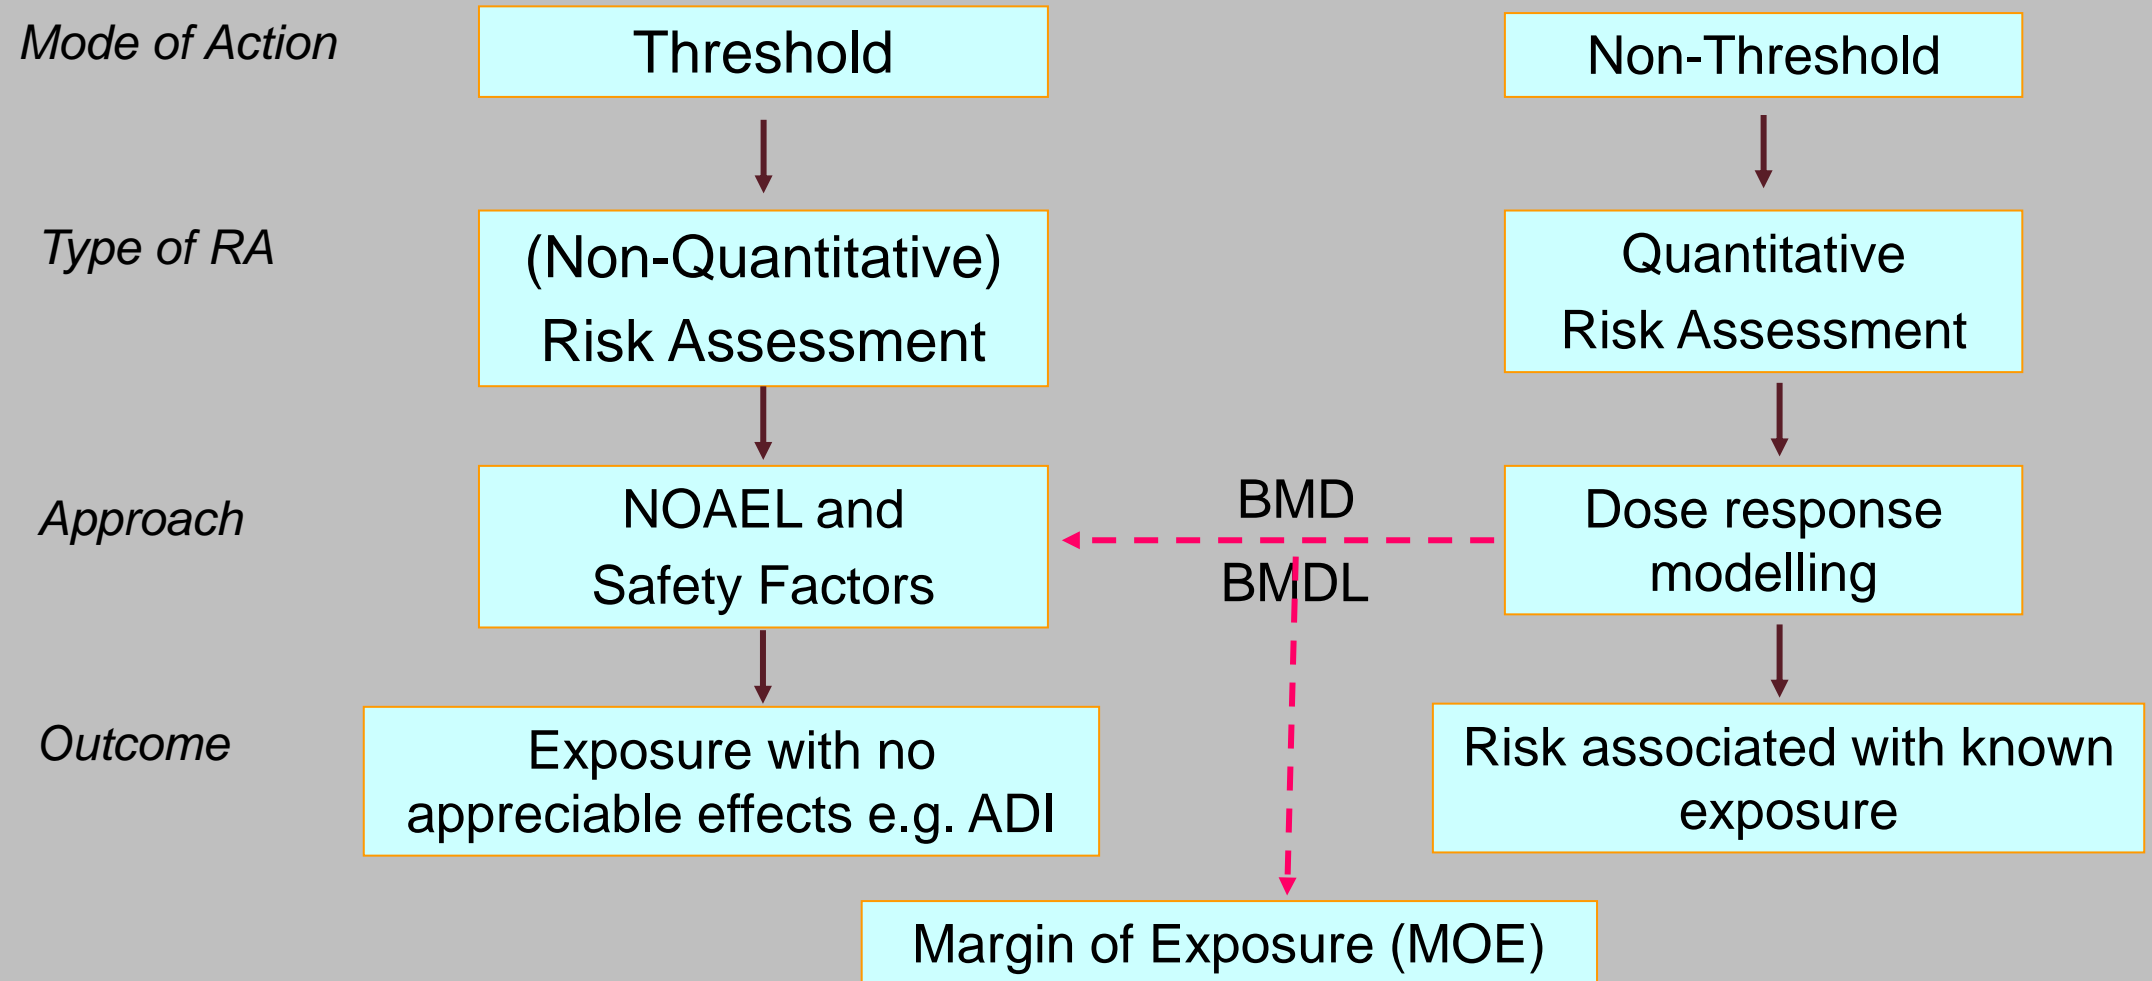 Mode of Action
Threshold
Non-Threshold
Type of RA
(Non-Quantitative)
Risk Assessment
Quantitative
Risk Assessment
Approach
NOAEL and
Safety Factors
BMD
BMDL
Dose response
modelling
Outcome
Exposure with no
appreciable effects e.g. ADI
Risk associated with known
exposure
Margin of Exposure (MOE)